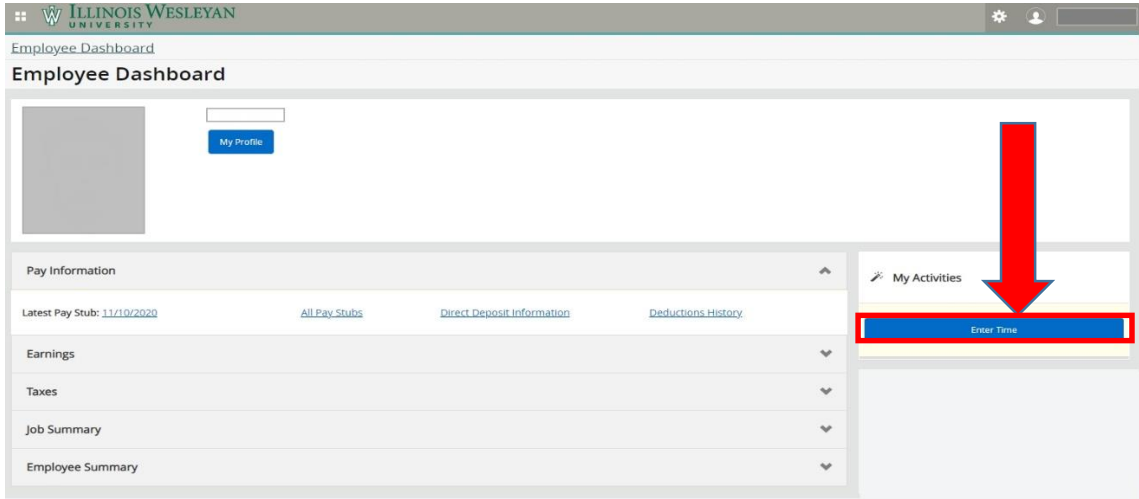 ILLINOIS WESLEYAN
UNIVERSITY
Employee Dashboard
Employee Dashboard
My Profile
Pay Information
Latest Pay Stub: 11/10/2020 All Pay Stubs Direct Deposit Information Deductions History
Earnings
Taxes
Job Summary
Employee Summary
My Activities
Enter Time